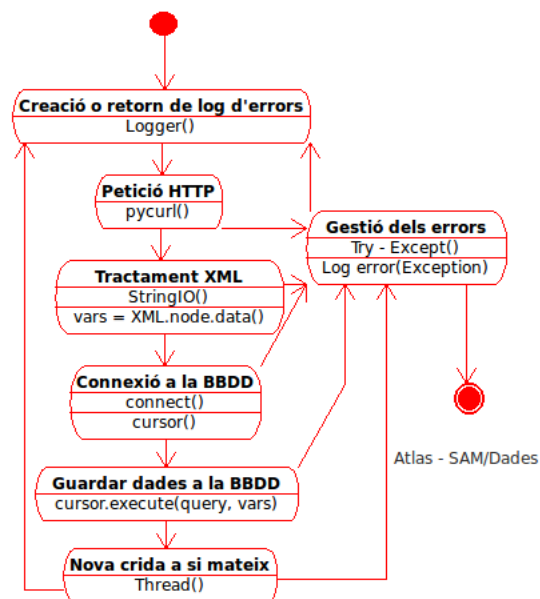 Creació o retorn de log d'errors
Logger()
Petició HTTP
pycurl()
Gestió dels errors
Try - Except()
Log error(Exception)
Tractament XML
StringIO()
vars = XML.node.data()
Connexió a la BBDD
connect()
cursor()
Atlas - SAM/Dades
Guardar dades a la BBDD
cursor.execute(query, vars)
Nova crida a si mateix
Thread()